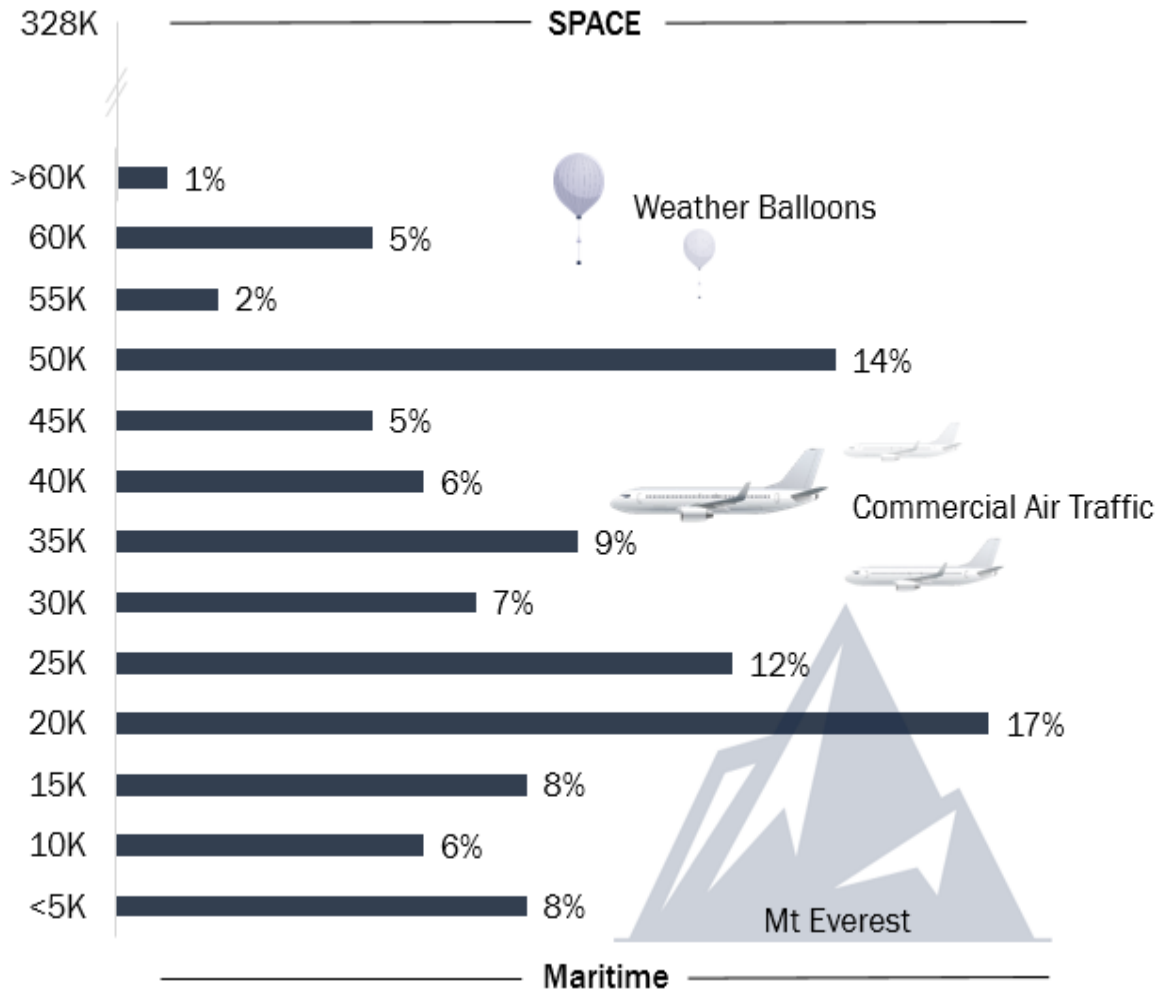 328K
SPACE
>60K 1%
Weather Balloons
60K 5%
55K 2%
50K 14%
45K 5%
40K 6%
Commercial Air Traffic
35K 9%
30K 7%
25K 12%
20K 17%
15K 8%
10K 6%
<5K 8%
Mt Everest
Maritime